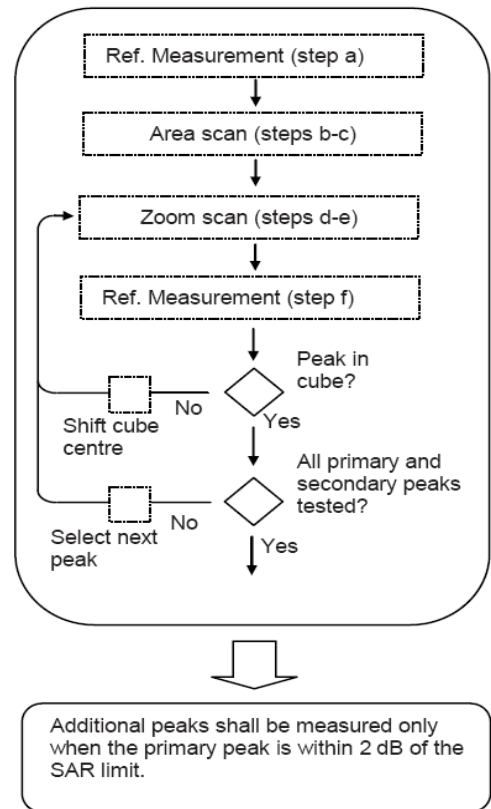 Ref. Measurement (step a)
Area scan (steps b-c)
Zoom scan (steps d-e)
Ref. Measurement (step f)
Peak in
cube?
No
Shift cube
centre
Yes
All primary and
secondary peaks
tested?
No
Select next
peak
Yes
Additional peaks shall be measured only
when the primary peak is within 2 dB of the
SAR limit.